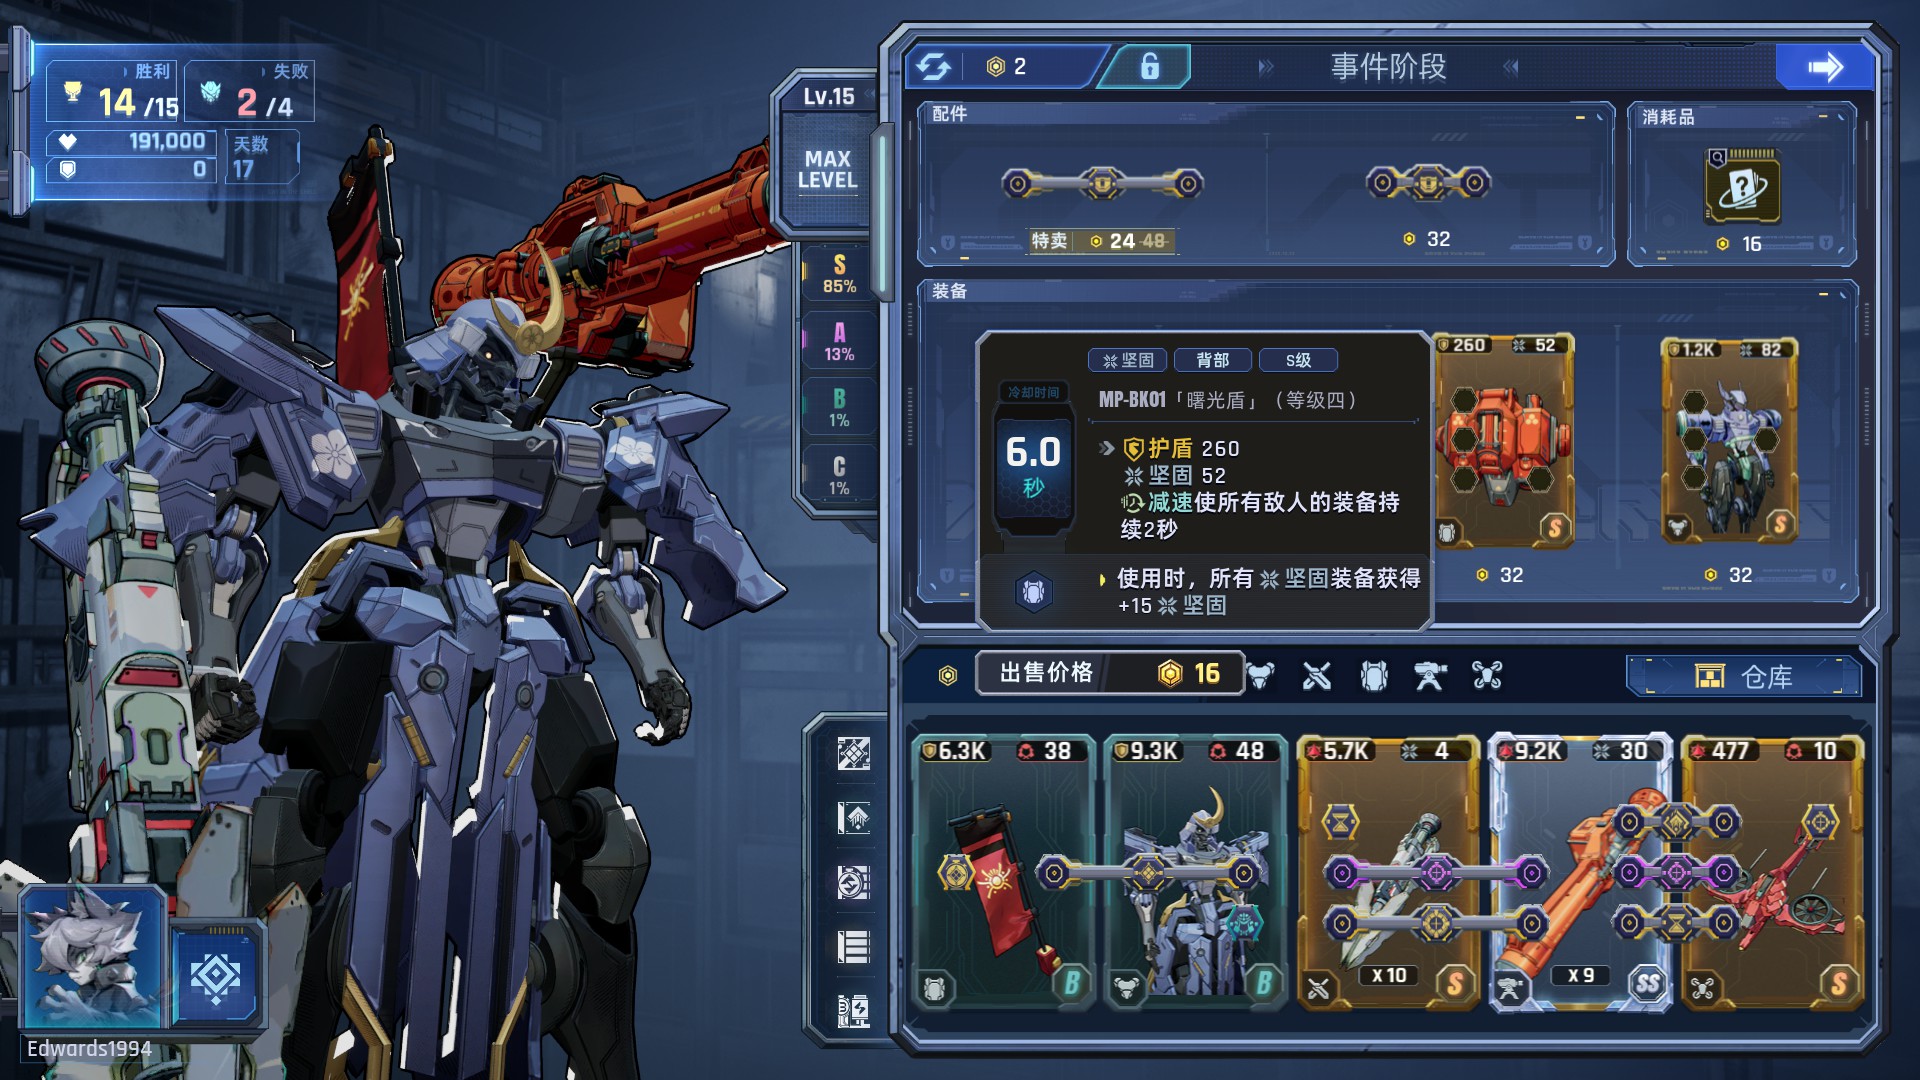 胜利
14/15
失败
2/4
191,000
0
天数
17
Lv.15
MAX
LEVEL
S
85%
A
13%
B
1%
C
1%
2
事件阶段
配件
特卖 24 48
32
消耗品
?
16
装备
坚固 背部 S级
冷却时间
6.0
秒
MP-BK01「曙光盾」（等级四）
护盾 260
坚固 52
减速使所有敌人的装备持
续2秒
使用时，所有 坚固装备获得
+15 坚固
260 52
S
32
1.2K 82
S
32
出售价格 16
仓库
6.3K 38
B
9.3K 48
B
5.7K 4
x10
S
9.2K 30
x9
SS
477 10
S
Edwards1994